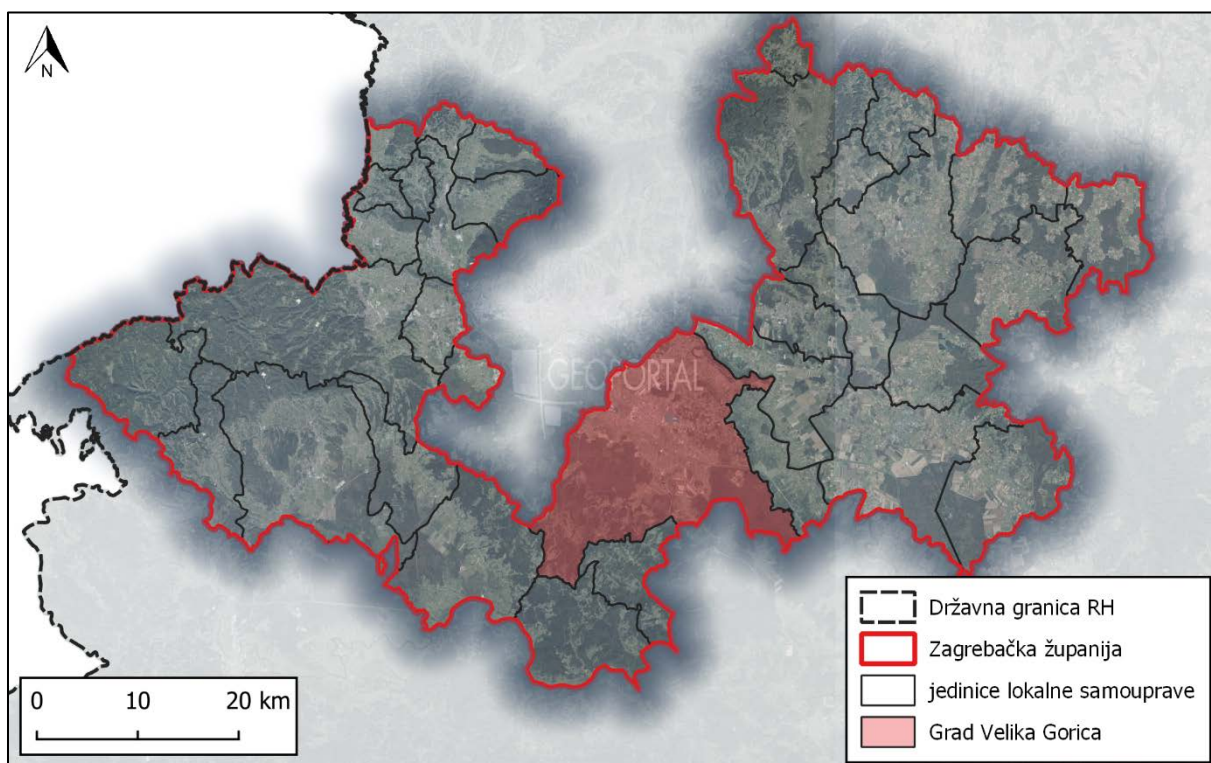 N
GEOPORTAL
0 10 20 km
Državna granica RH
Zagrebačka županija
jedinice lokalne samouprave
Grad Velika Gorica